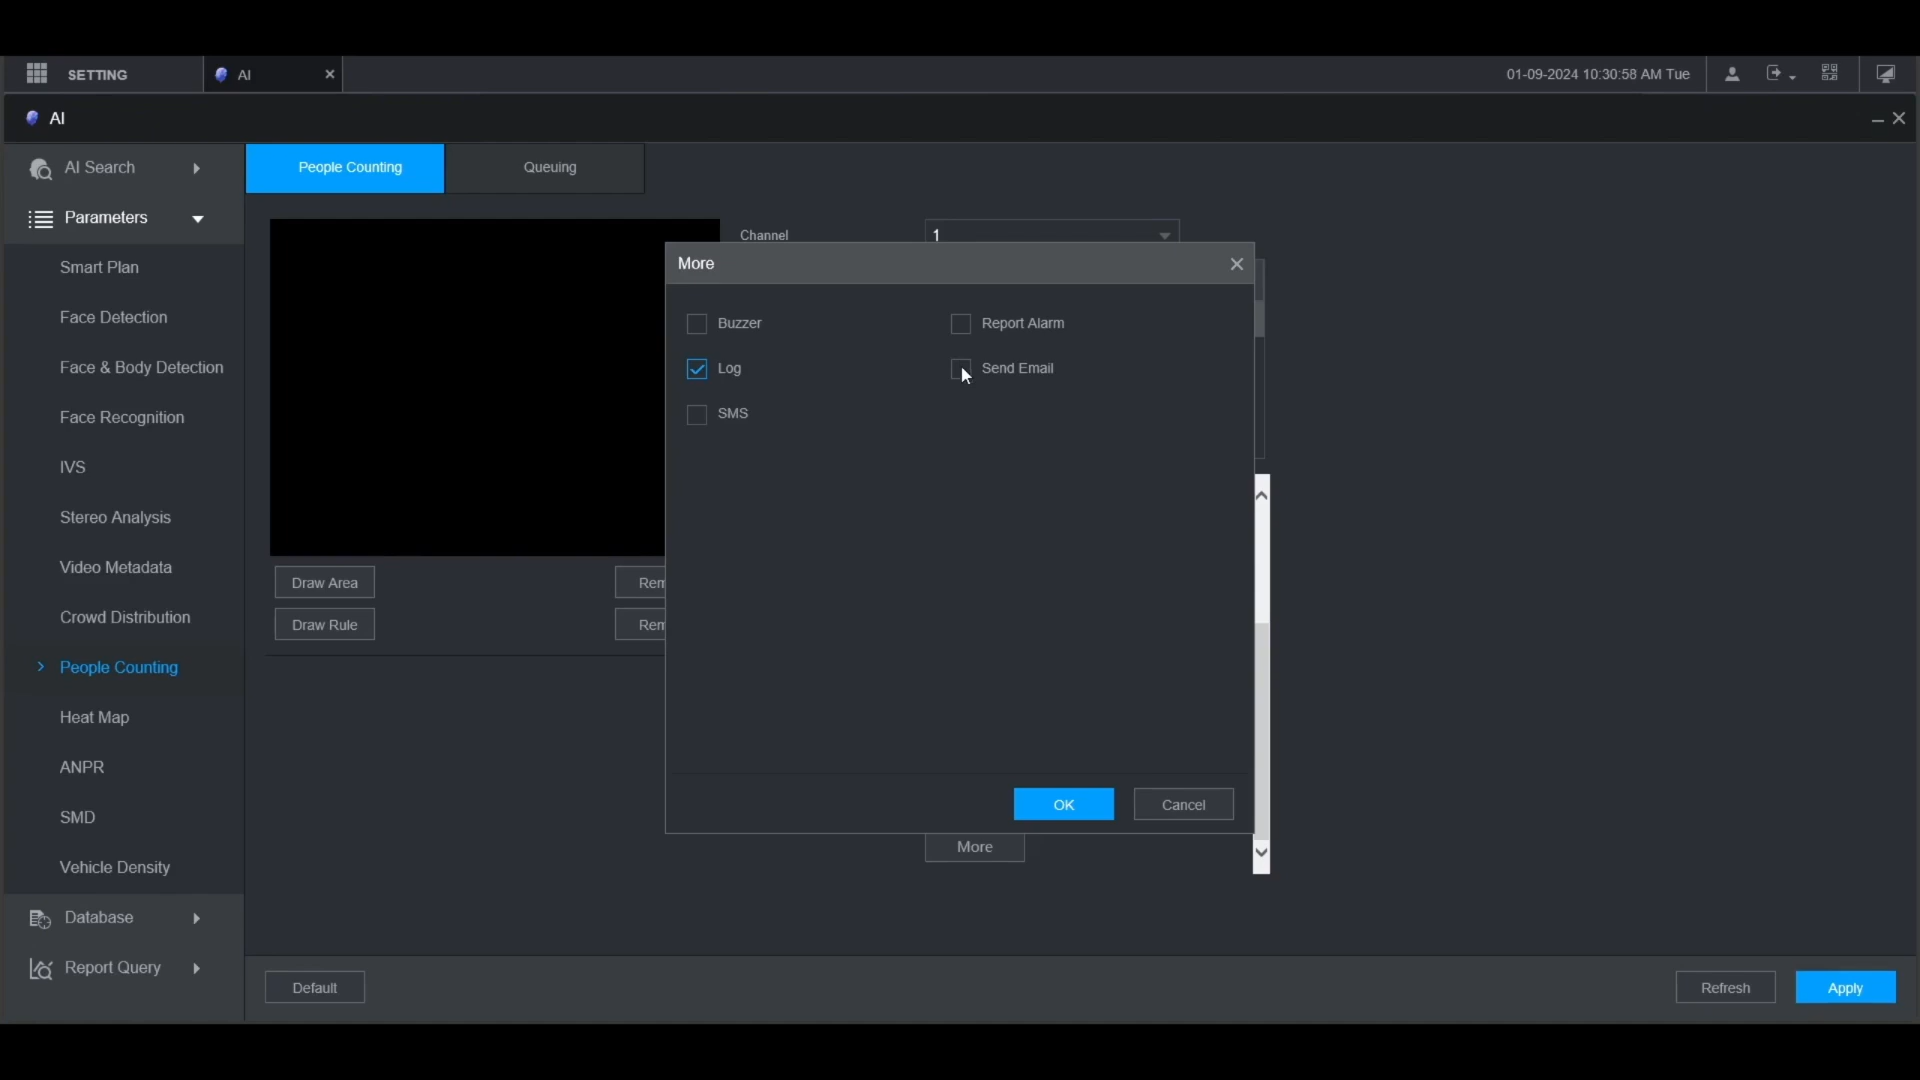 SETTING
AI
01-09-2024 10:30:58 AM Tue
AI
AI Search
Parameters
Smart Plan
Face Detection
Face & Body Detection
Face Recognition
IVS
Stereo Analysis
Video Metadata
Crowd Distribution
People Counting
Heat Map
ANPR
SMD
Vehicle Density
Database
Report Query
People Counting
Queuing
Channel
1
More
Buzzer
Report Alarm
Log
Send Email
SMS
OK
Cancel
Draw Area
Rem
Draw Rule
Rem
More
Default
Refresh
Apply